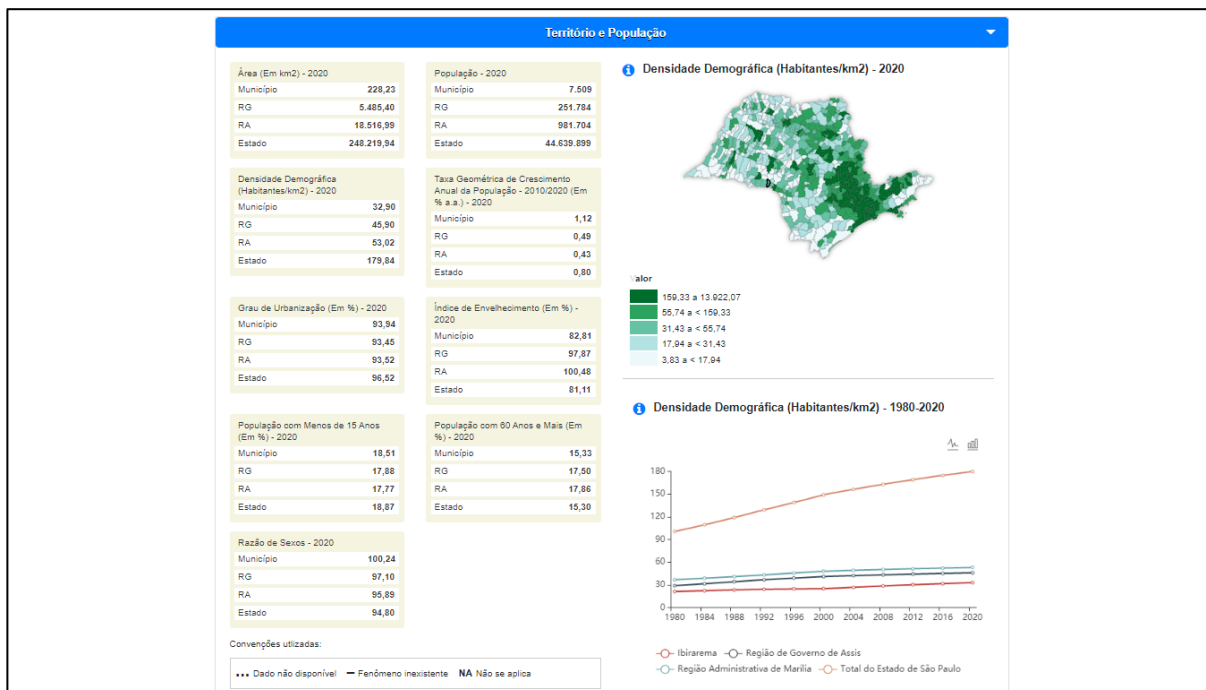 Território e População
Área (Em km2) - 2020
Município 228,23
RG 5.485,40
RA 18.516,99
Estado 248.219,94
População - 2020
Município 7.509
RG 251.784
RA 981.704
Estado 44.639.899
Densidade Demográfica
(Habitantes/km2) - 2020
Município 32,90
RG 45,90
RA 53,02
Estado 179,84
Taxa Geométrica de Crescimento
Anual da População - 2010/2020 (Em
% a.a.) - 2020
Município 1,12
RG 0,49
RA 0,43
Estado 0,80
Grau de Urbanização (Em %) - 2020
Município 93,94
RG 93,45
RA 93,52
Estado 96,52
Índice de Envelhecimento (Em %) -
2020
Município 82,81
RG 97,87
RA 100,48
Estado 81,11
População com Menos de 15 Anos
(Em %) - 2020
Município 18,51
RG 17,88
RA 17,77
Estado 18,87
População com 60 Anos e Mais (Em
%) - 2020
Município 15,33
RG 17,50
RA 17,86
Estado 15,30
Razão de Sexos - 2020
Município 100,24
RG 97,10
RA 95,89
Estado 94,80
Convenções utlizadas:
... Dado não disponível — Fenômeno inexistente NA Não se aplica
Densidade Demográfica (Habitantes/km2) - 2020
Valor
159,33 a 13.922,07
55,74 a < 159,33
31,43 a < 55,74
17,94 a < 31,43
3,83 a < 17,94
Densidade Demográfica (Habitantes/km2) - 1980-2020
180
150
120
90
60
30
0
1980 1984 1988 1992 1996 2000 2004 2008 2012 2016 2020
Ibirarema Região de Governo de Assis
Região Administrativa de Marília Total do Estado de São Paulo